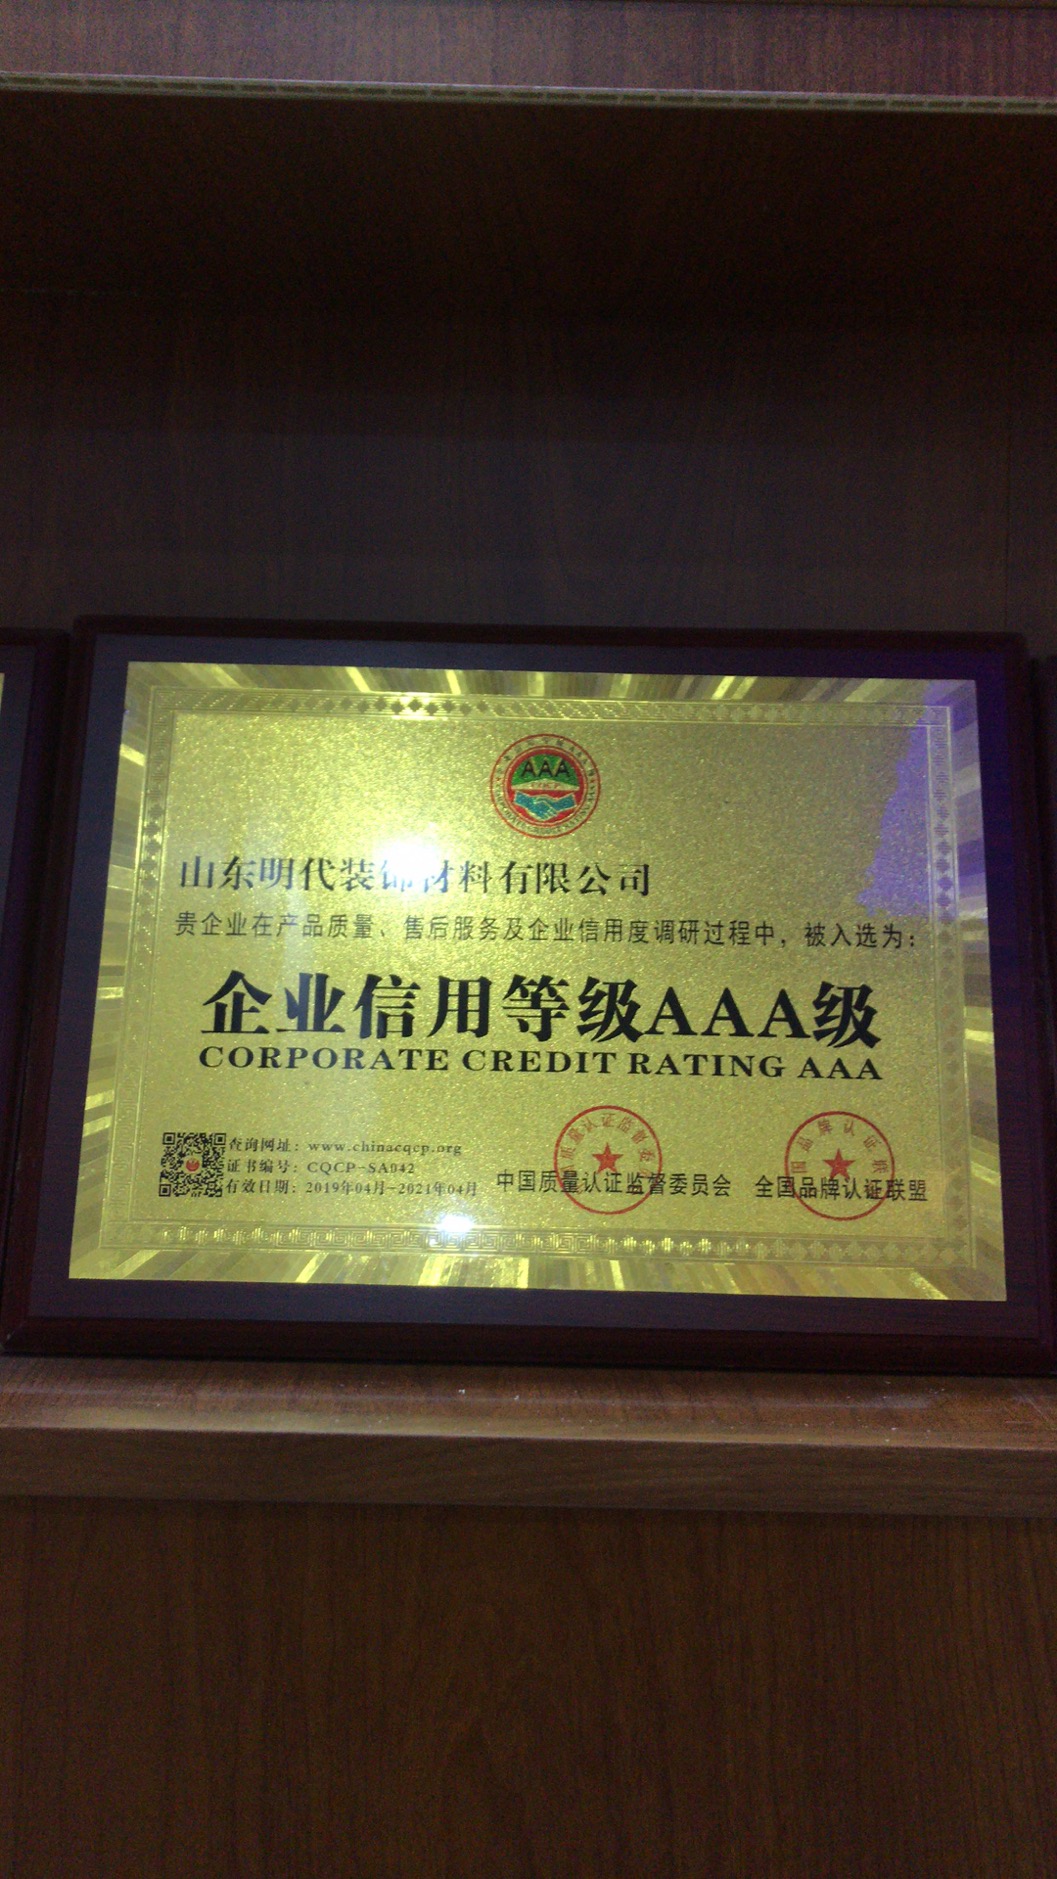 AAA
山东明代装饰材料有限公司
贵企业在产品质量、售后服务及企业信用度调研过程中，被入选为：
企业信用等级AAA级
CORPORATE CREDIT RATING AAA
查询网址：www.chinacqcp.org
证书编号：CQCP-SA042
有效日期：2019年04月-2021年04月
中国质量认证监督委员会
全国品牌认证联盟